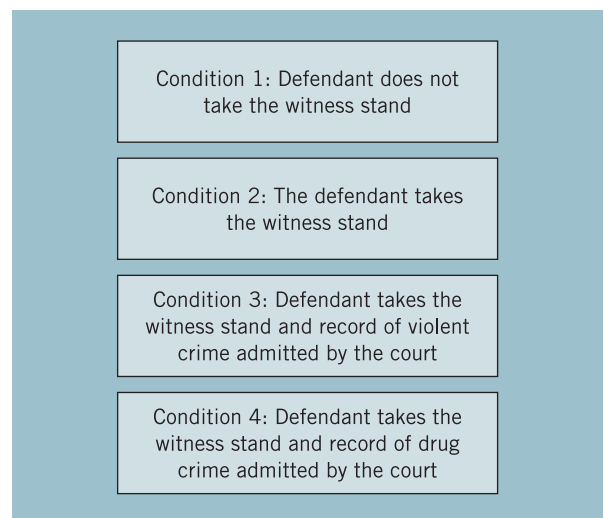 Condition 1: Defendant does not
take the witness stand
Condition 2: The defendant takes
the witness stand
Condition 3: Defendant takes the
witness stand and record of violent
crime admitted by the court
Condition 4: Defendant takes the
witness stand and record of drug
crime admitted by the court